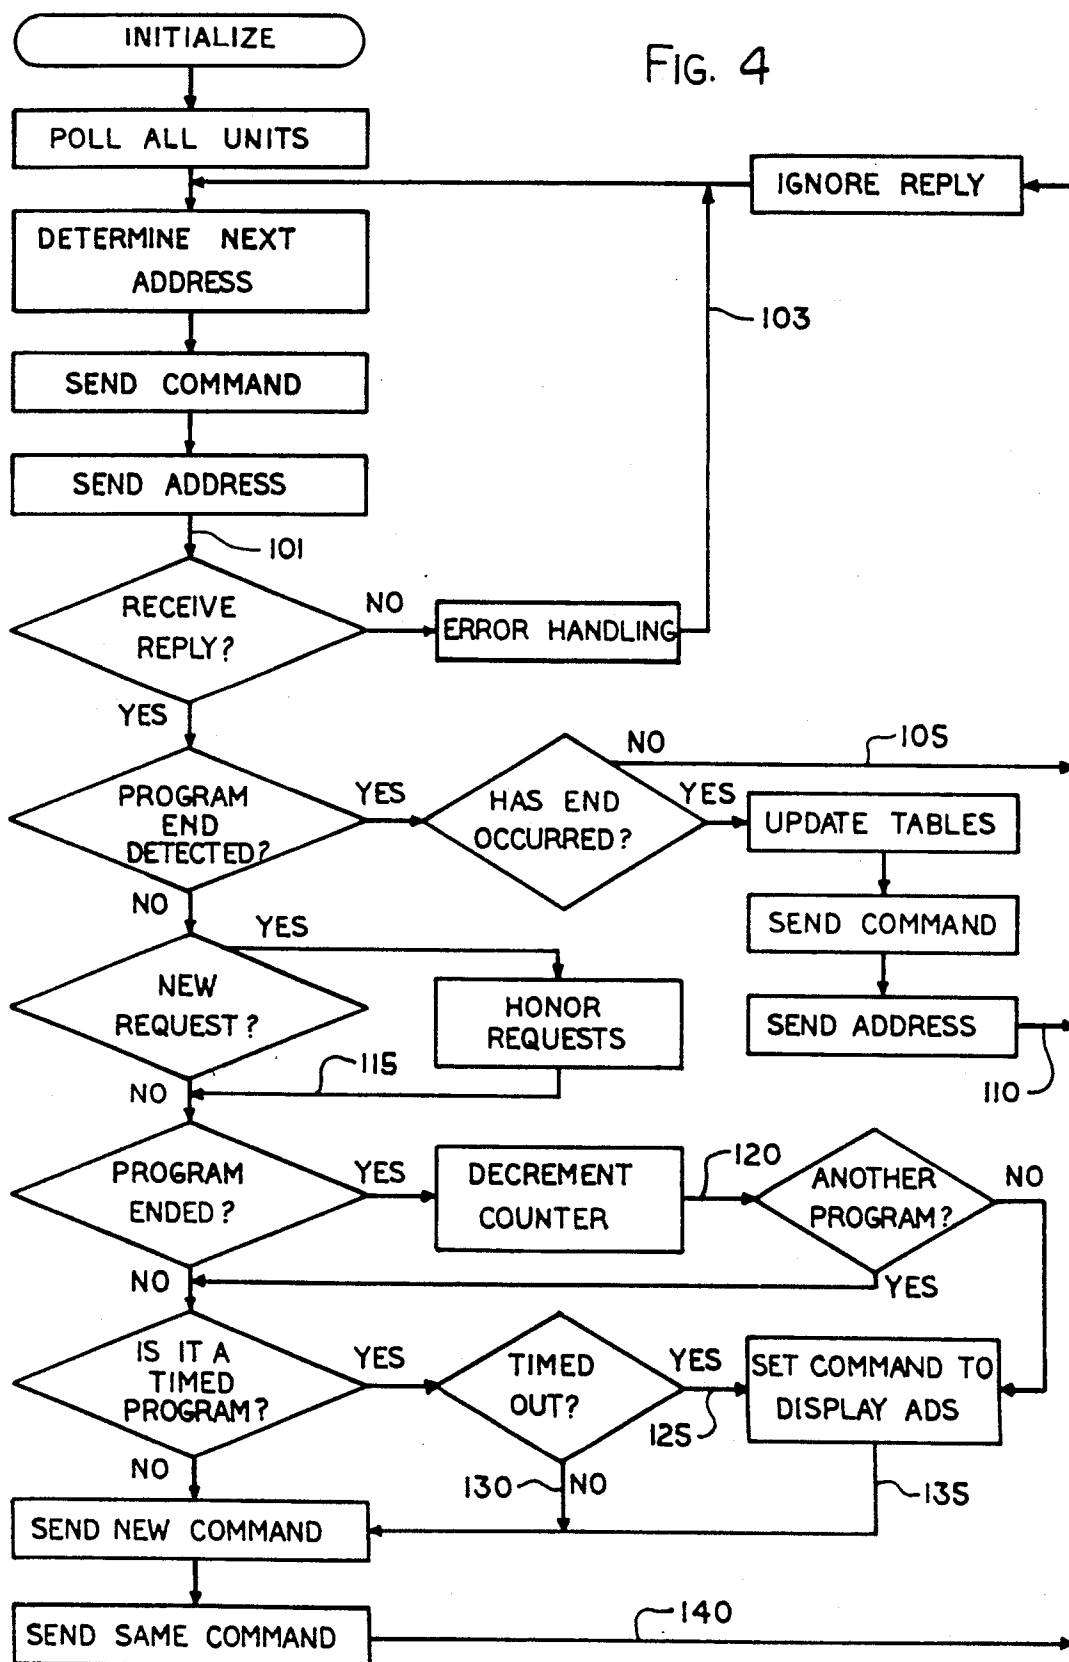 INITIALIZE
FIG. 4
POLL ALL UNITS
IGNORE REPLY
DETERMINE NEXT
ADDRESS
103
SEND COMMAND
SEND ADDRESS
101
RECEIVE
REPLY?
NO
ERROR HANDLING
YES
NO
105
PROGRAM
END
DETECTED?
YES
HAS END
OCCURRED?
YES
UPDATE TABLES
NO
YES
SEND COMMAND
NEW
REQUEST?
HONOR
REQUESTS
SEND ADDRESS
110
115
NO
PROGRAM
ENDED?
YES
DECREMENT
COUNTER
120
ANOTHER
PROGRAM?
NO
NO
YES
IS IT A
TIMED
PROGRAM?
YES
TIMED
OUT?
YES
125
SET COMMAND TO
DISPLAY ADS
NO
130
NO
135
SEND NEW COMMAND
SEND SAME COMMAND
140